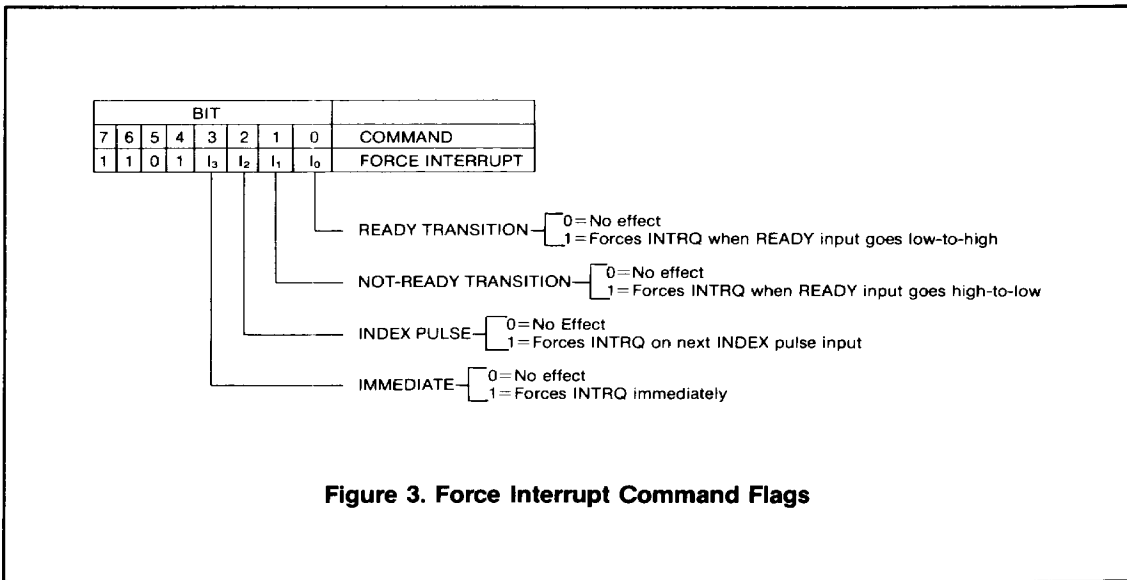 BIT
7 6 5 4 3 2 1 0 COMMAND
1 1 0 1 I₃ I₂ I₁ I₀ FORCE INTERRUPT
READY TRANSITION 0=No effect
1=Forces INTRQ when READY input goes low-to-high
NOT-READY TRANSITION 0=No effect
1=Forces INTRQ when READY input goes high-to-low
INDEX PULSE 0=No Effect
1=Forces INTRQ on next INDEX pulse input
IMMEDIATE 0=No effect
1=Forces INTRQ immediately
Figure 3. Force Interrupt Command Flags